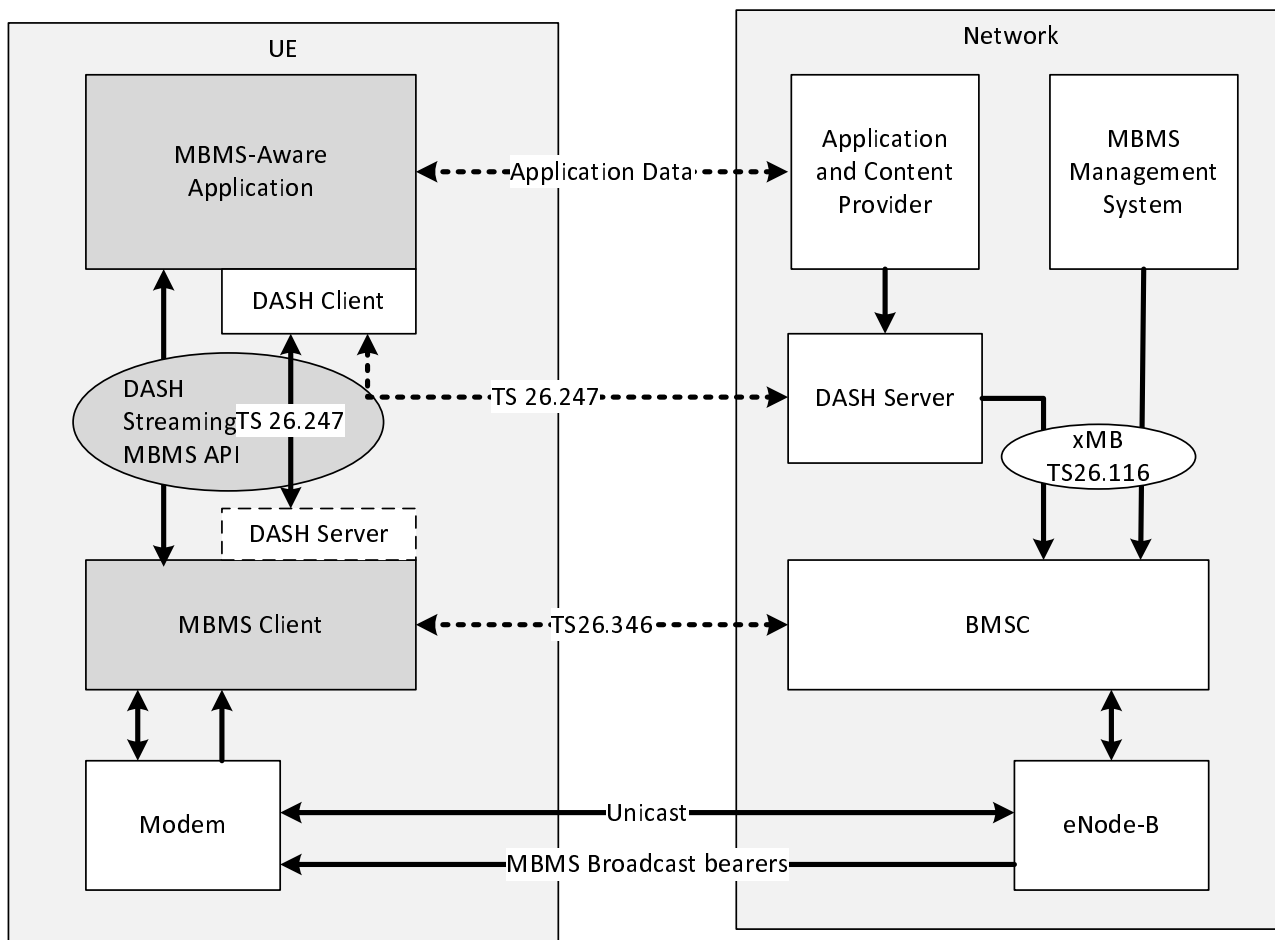 UE
Network
MBMS-Aware
Application
Application Data
Application
and Content
Provider
MBMS
Management
System
DASH Client
DASH
Streaming
MBMS API
TS 26.247
TS 26.247
DASH Server
xMB
TS26.116
DASH Server
MBMS Client
TS26.346
BMSC
Modem
Unicast
eNode-B
MBMS Broadcast bearers